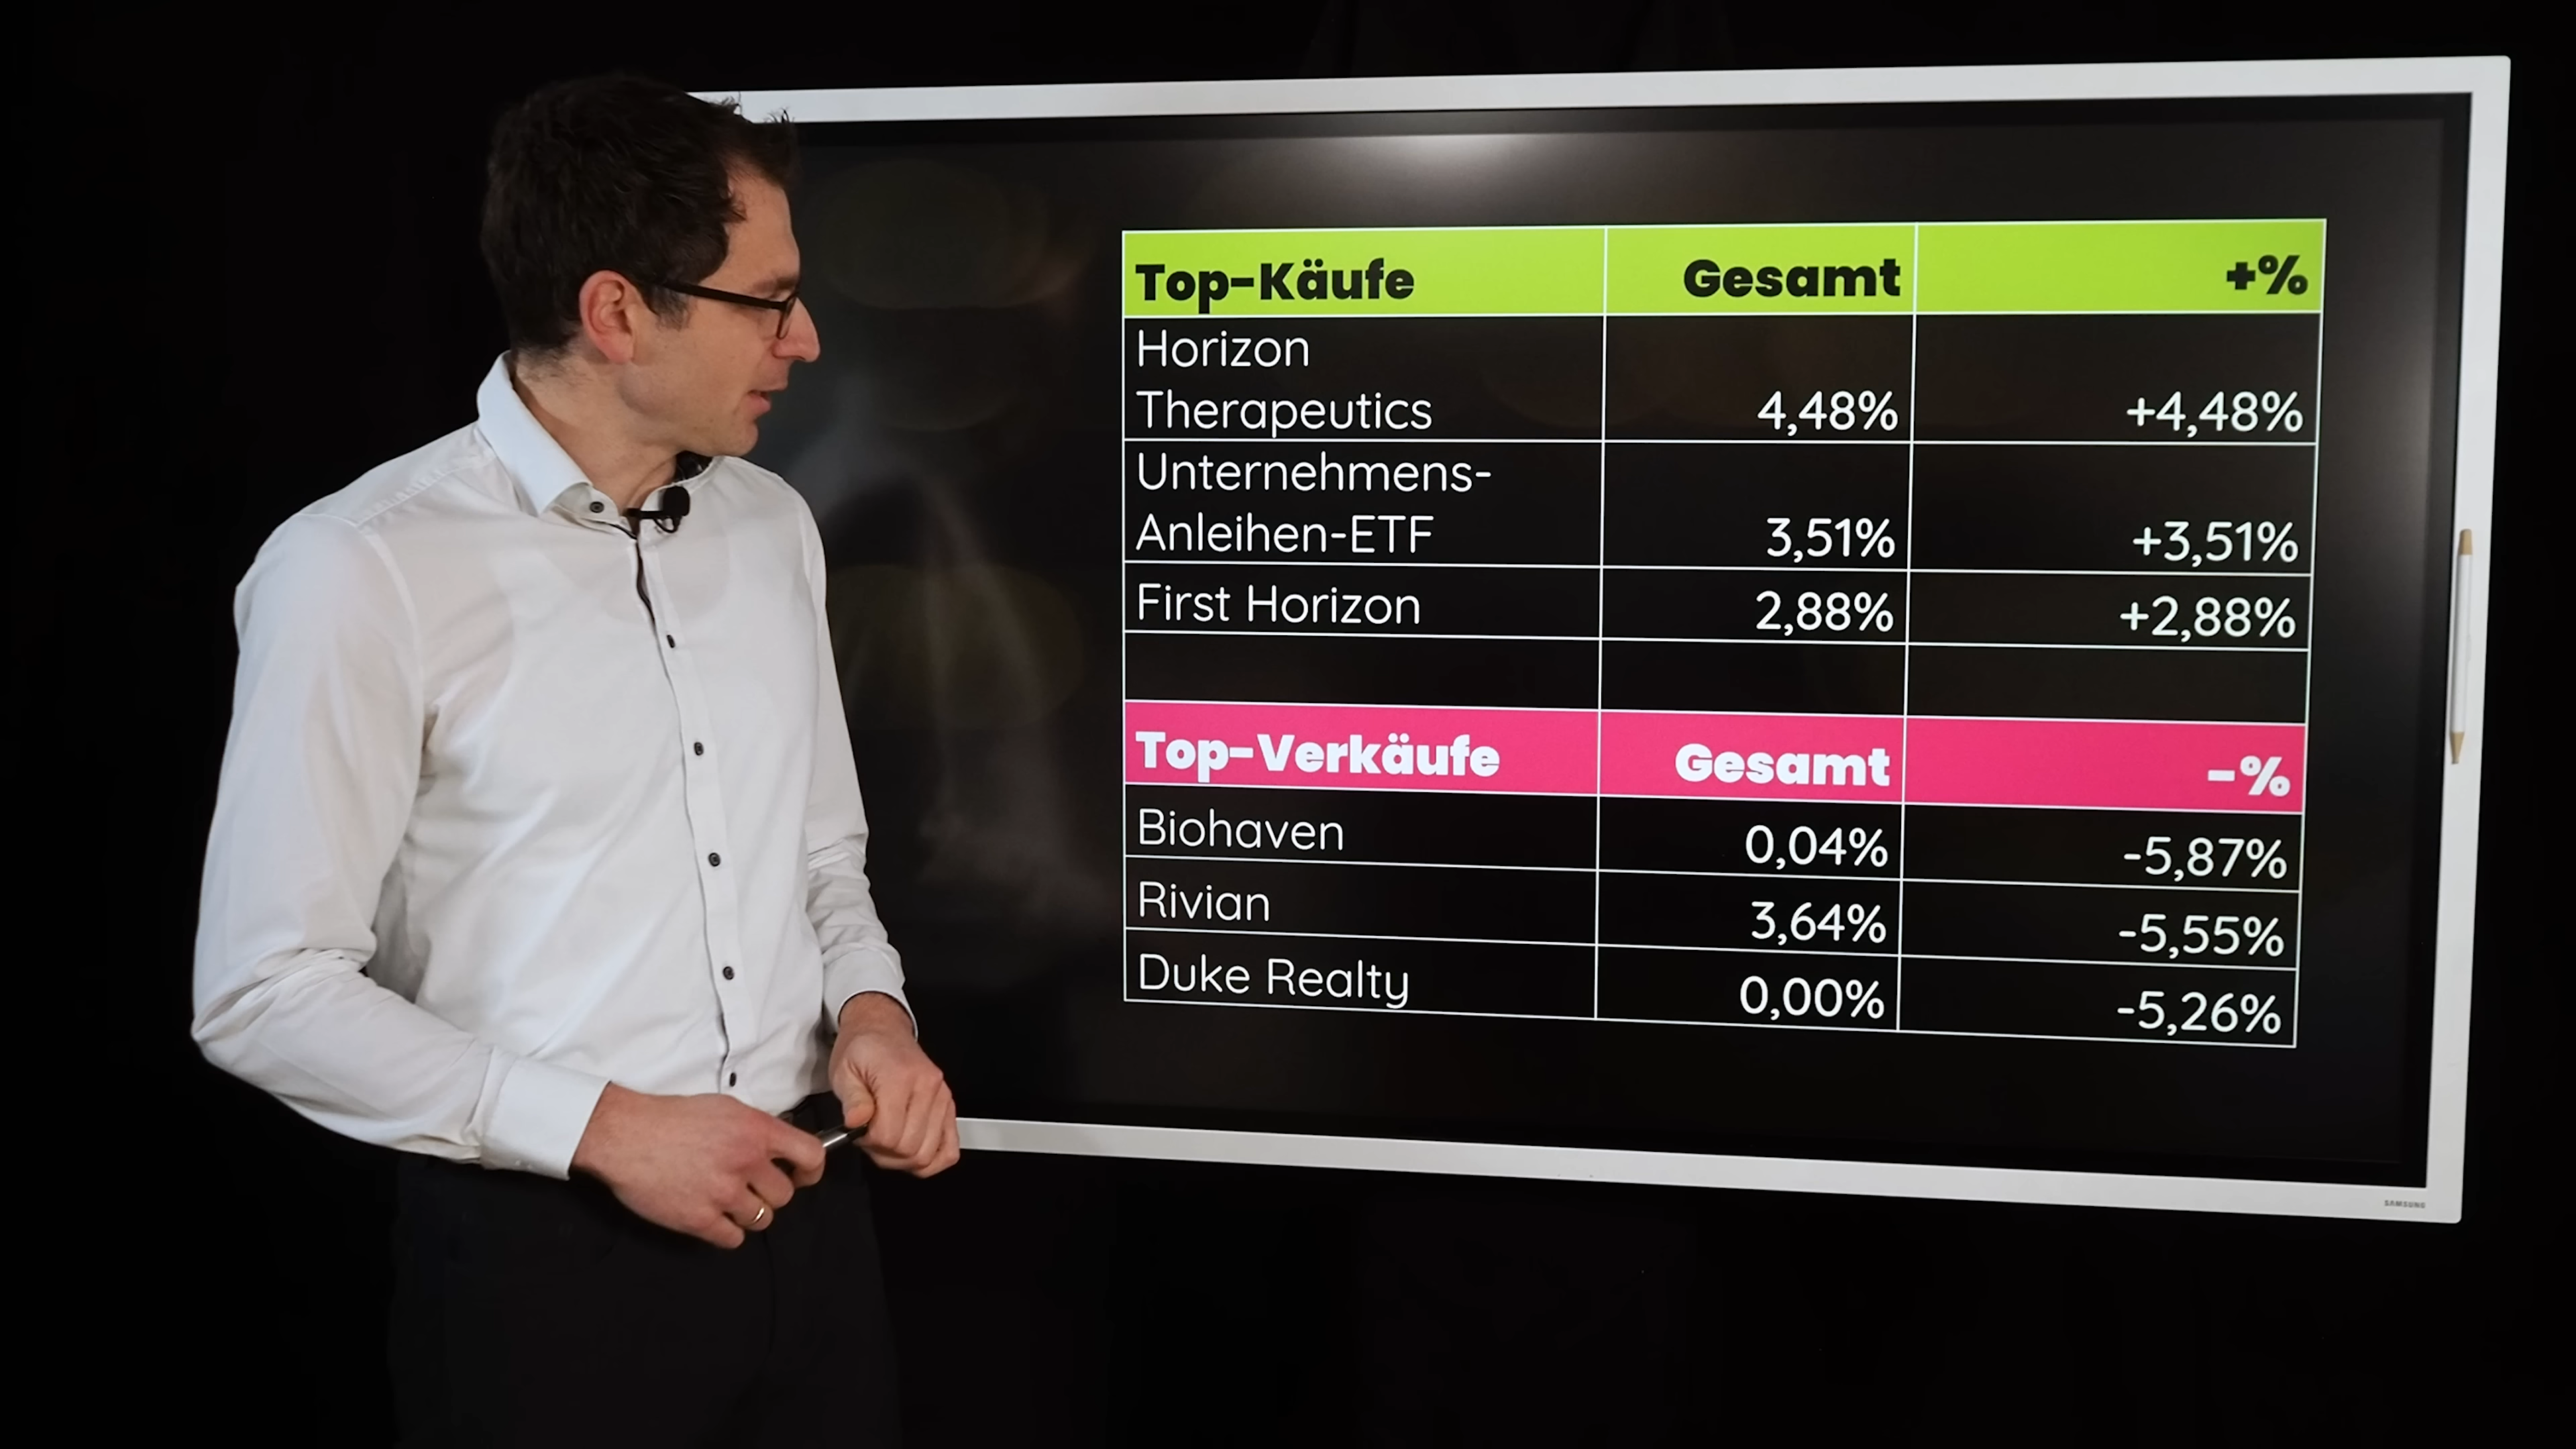 Top-Käufe Gesamt +%
Horizon
Therapeutics 4,48% +4,48%
Unternehmens-
Anleihen-ETF 3,51% +3,51%
First Horizon 2,88% +2,88%
Top-Verkäufe Gesamt -%
Biohaven 0,04% -5,87%
Rivian 3,64% -5,55%
Duke Realty 0,00% -5,26%
SAMSUNG